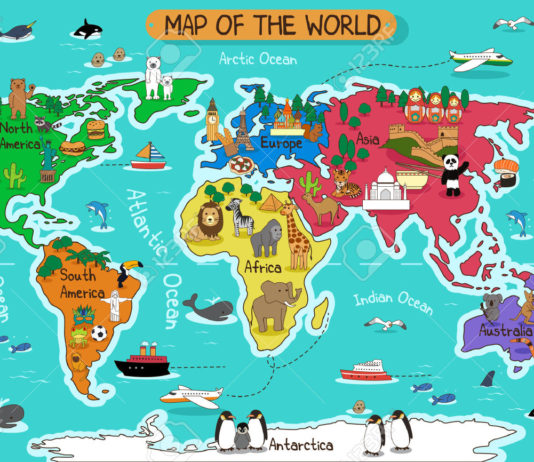 MAP OF THE WORLD
Arctic Ocean
North
America
Europe
Asia
Atlantic
Ocean
Africa
South
America
Indian Ocean
Ocean
Australia
Antarctica